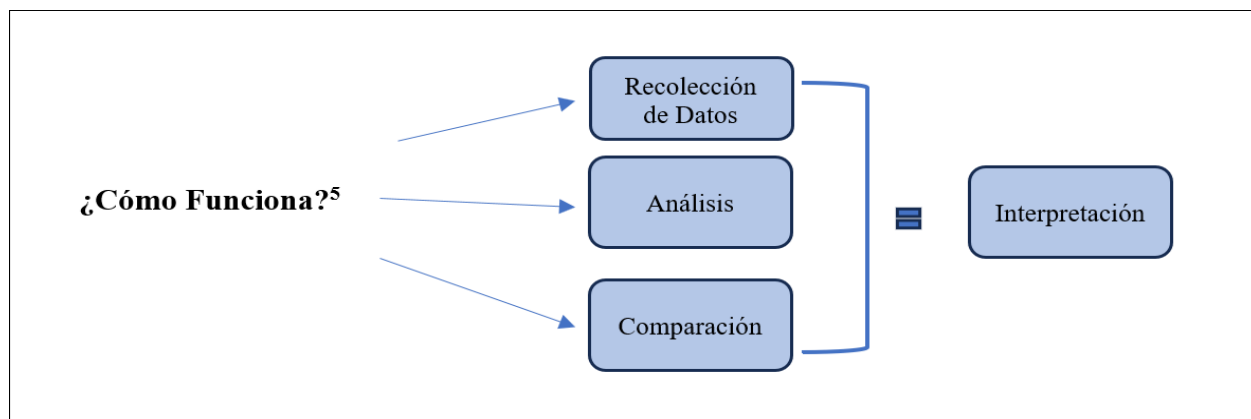 ¿Cómo Funciona?⁵
Recolección
de Datos
Análisis
Comparación
Interpretación